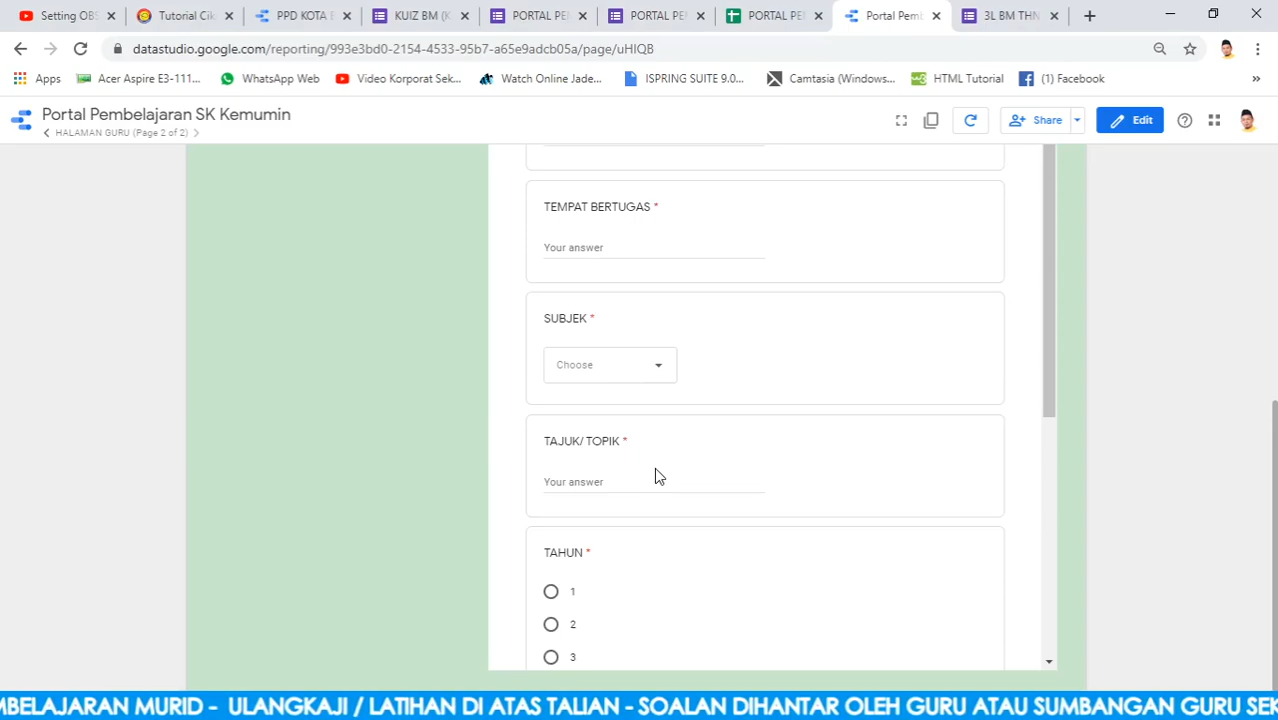 Setting OBS
Tutorial Cik
PPD KOTA B
KUIZ BM (K
PORTAL PE
PORTAL PE
PORTAL PE
Portal Pemb
3L BM THN
datastudio.google.com/reporting/993e3bd0-2154-4533-95b7-a65e9adcb05a/page/uHIQB
Apps
Acer Aspire E3-111...
WhatsApp Web
Video Korporat Sek...
Watch Online Jade...
ISPRING SUITE 9.0...
Camtasia (Windows...
HTML Tutorial
(1) Facebook
Portal Pembelajaran SK Kemumin
HALAMAN GURU (Page 2 of 2)
Share
Edit
TEMPAT BERTUGAS *
Your answer
SUBJEK *
Choose
TAJUK/ TOPIK *
Your answer
TAHUN *
1
2
3
MBELAJARAN MURID - ULANGKAJI / LATIHAN DI ATAS TALIAN - SOALAN DIHANTAR OLEH GURU ATAU SUMBANGAN GURU SEK